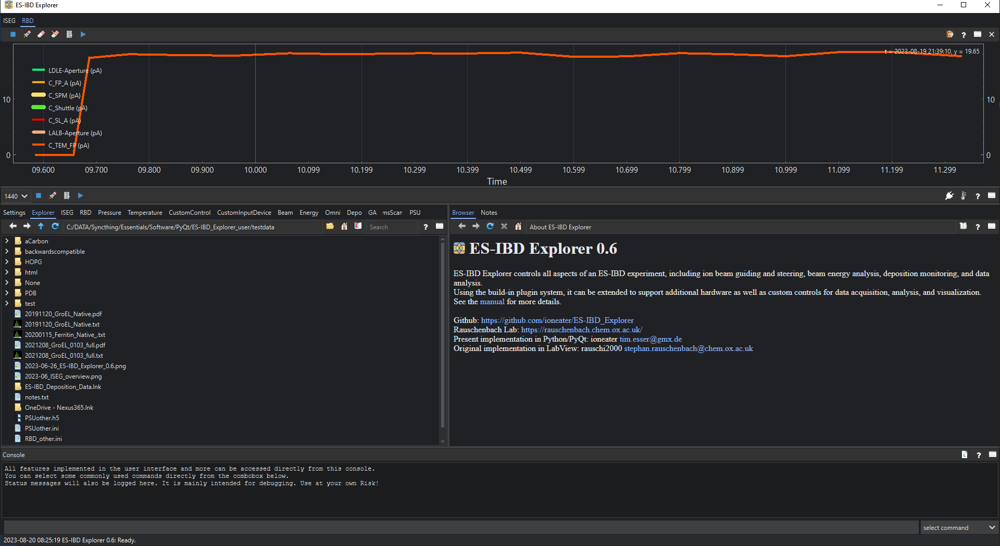 ES-IBD Explorer
ISEG RBD
t = 2023-08-19 21:39:10, y = 19.65
LDLE-Aperture (pA)
C_FP_A (pA)
C_SPM (pA)
C_Shuttle (pA)
C_SL_A (pA)
LALB-Aperture (pA)
C_TEM_FP (pA)
10 10
0 0
09.600 09.700 09.800 09.900 10.000 10.099 10.199 10.299 10.399 10.499 10.599 10.699 10.799 10.899 10.999 11.099 11.199 11.299
Time
1440
Settings Explorer ISEG RBD Pressure Temperature CustomControl CustomInputDevice Beam Energy Omni Depo GA msScan PSU
C:/DATA/Syncthing/Essentials/Software/PyQt/ES-IBD_Explorer_user/testdata Search
aCarbon
backwardscompatible
HOPG
html
None
PDB
test
20191120_GroEL_Native.pdf
20191120_GroEL_Native.txt
20200115_Ferritin_Native_.txt
2021208_GroEL_0103_full.pdf
2021208_GroEL_0103_full.txt
2023-06-26_ES-IBD_Explorer_0.6.png
2023-06_ISEG_overview.png
ES-IBD_Deposition_Data.lnk
notes.txt
OneDrive - Nexus365.lnk
PSUother.h5
PSUother.ini
RBD_other.ini
Browser Notes
About ES-IBD Explorer
ES-IBD Explorer 0.6
ES-IBD Explorer controls all aspects of an ES-IBD experiment, including ion beam guiding and steering, beam energy analysis, deposition monitoring, and data
analysis.
Using the build-in plugin system, it can be extended to support additional hardware as well as custom controls for data acquisition, analysis, and visualization.
See the manual for more details.
Github: https://github.com/ioneater/ES-IBD_Explorer
Rauschenbach Lab: https://rauschenbach.chem.ox.ac.uk/
Present implementation in Python/PyQt: ioneater tim.esser@gmx.de
Original implementation in LabView: rauschi2000 stephan.rauschenbach@chem.ox.ac.uk
Console
All features implemented in the user interface and more can be accessed directly from this console.
You can select some commonly used commands directly from the combobox below.
Status messages will also be logged here. It is mainly intended for debugging. Use at your own Risk!
select command
2023-08-20 08:25:19 ES-IBD Explorer 0.6: Ready.